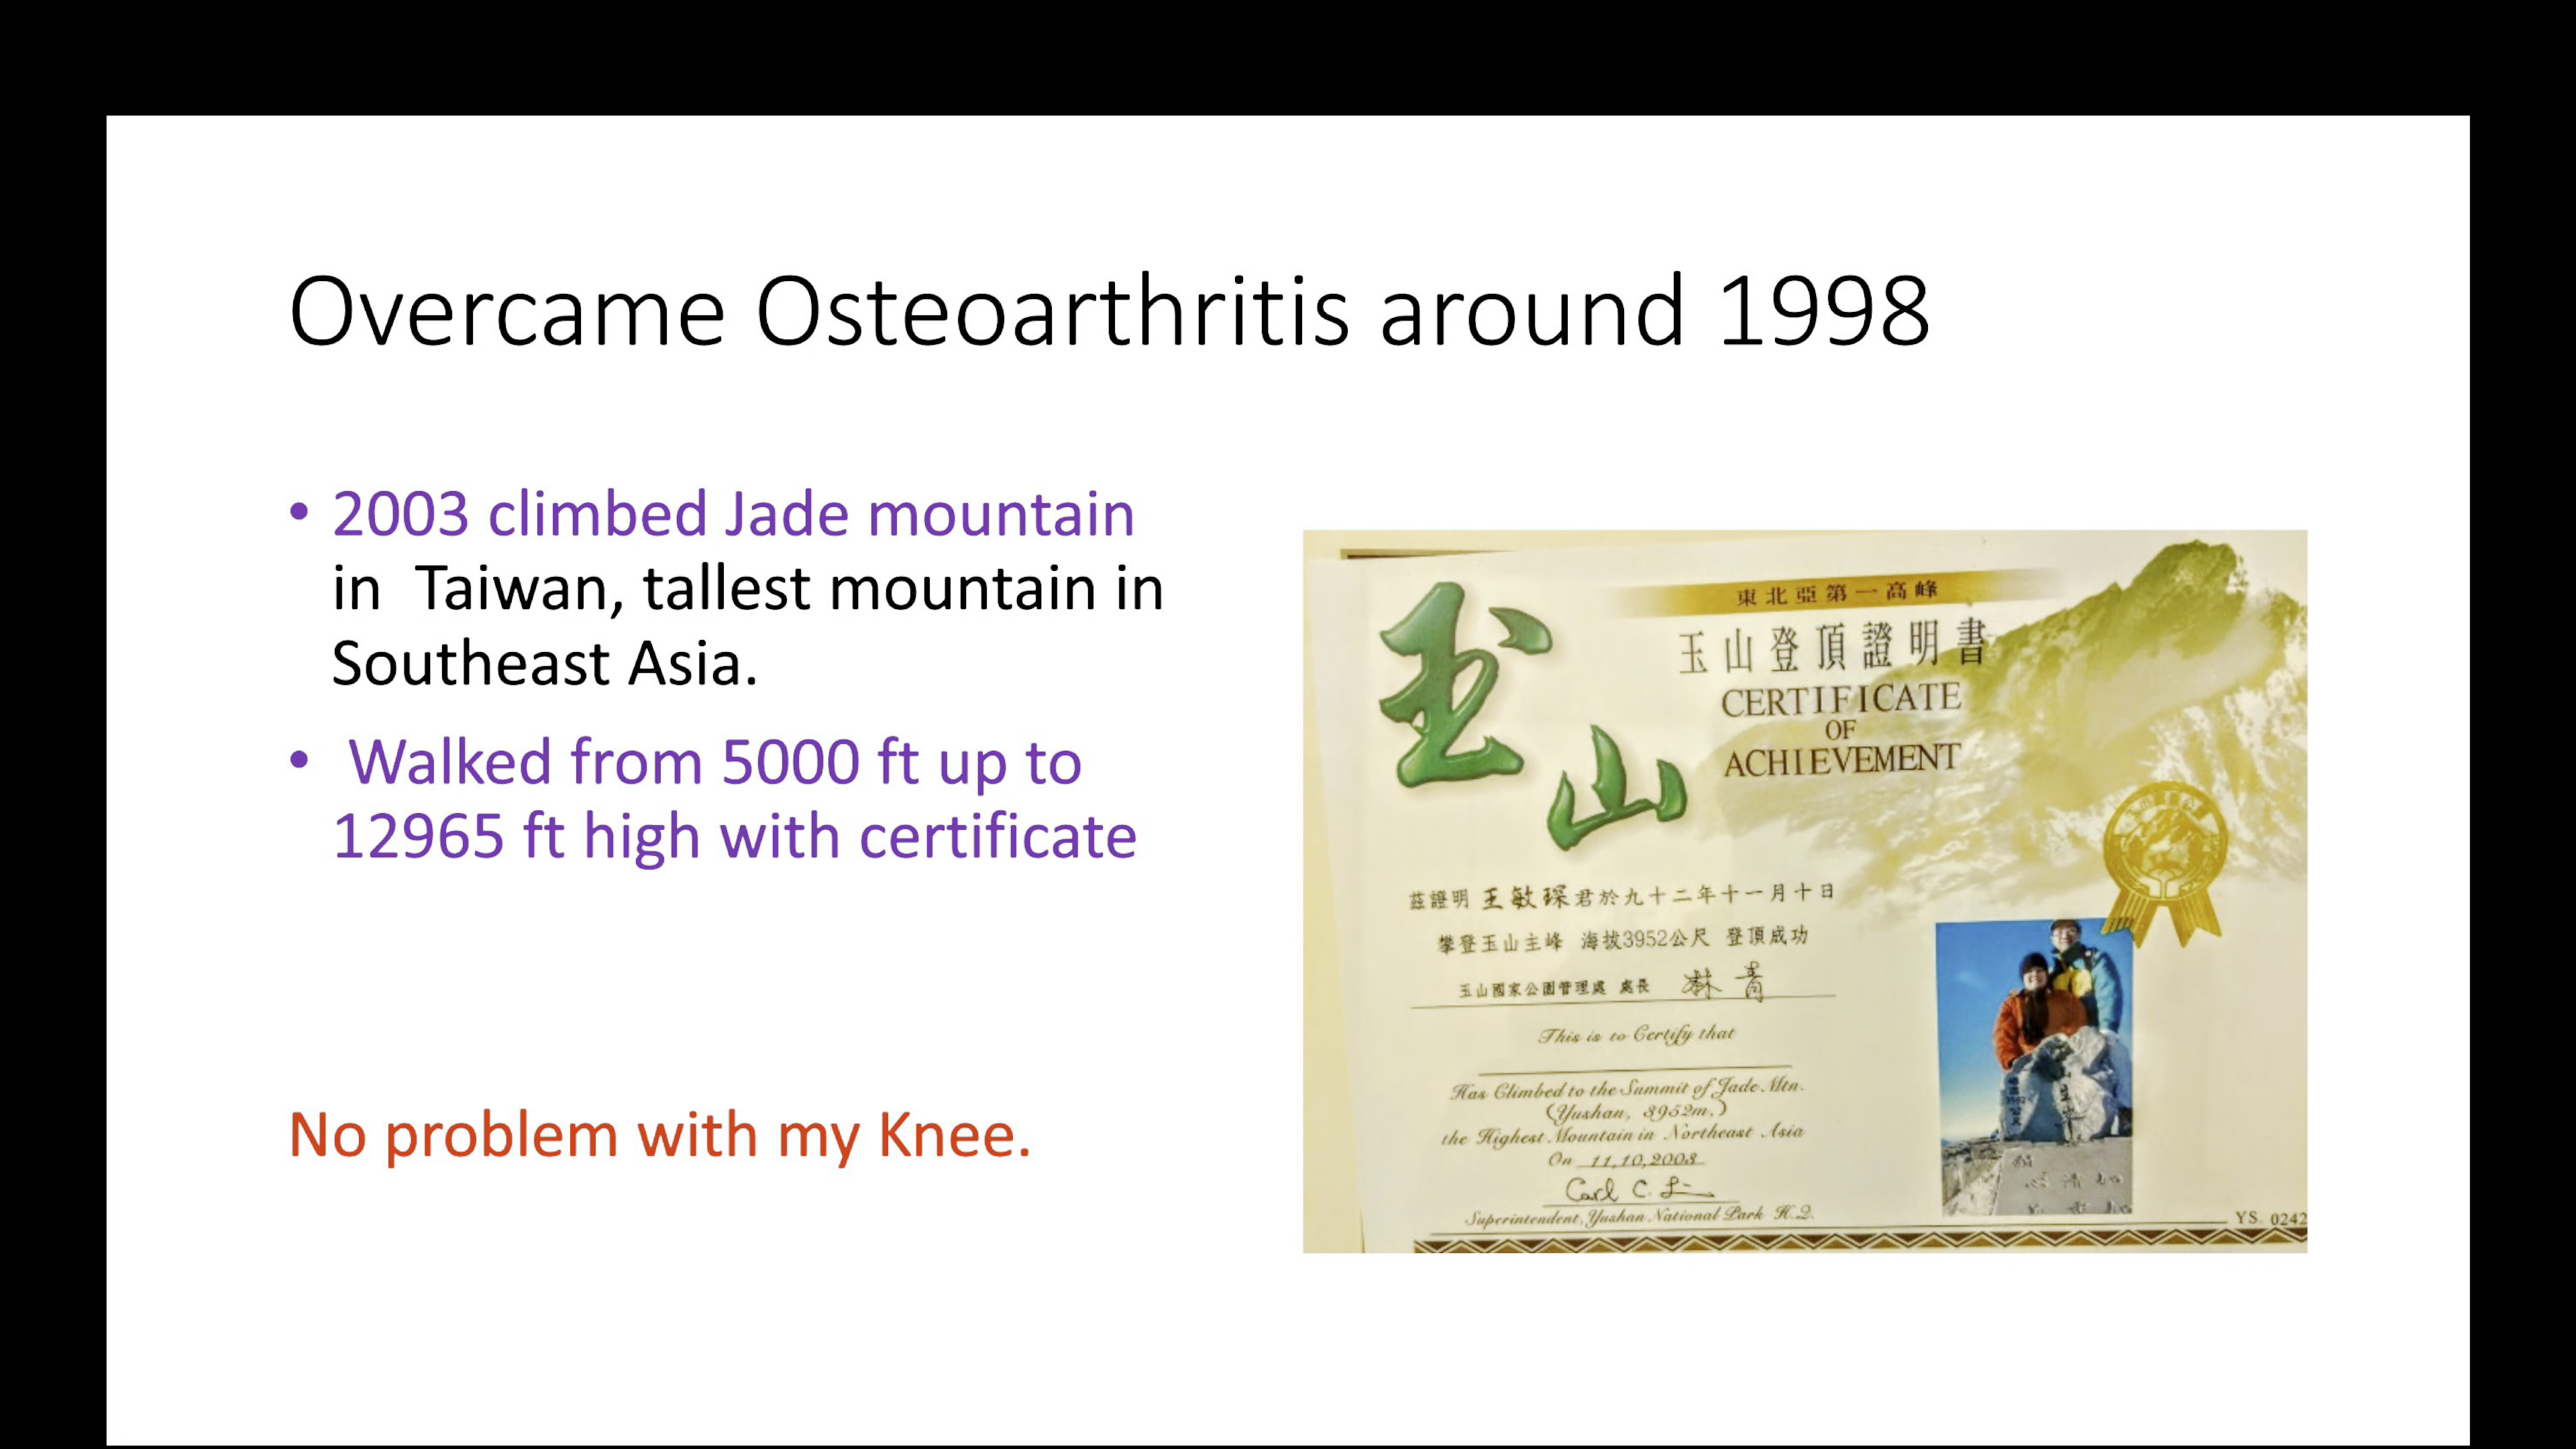 Overcame Osteoarthritis around 1998
• 2003 climbed Jade mountain
in Taiwan, tallest mountain in
Southeast Asia.
• Walked from 5000 ft up to
12965 ft high with certificate
No problem with my Knee.
玉山
東北亞第一高峰
玉山登頂證明書
CERTIFICATE
OF
ACHIEVEMENT
茲證明 王敏琛君於九十二年十一月十日
攀登玉山主峰 海拔3952公尺 登頂成功
玉山國家公園管理處 處長 林青
This is to Certify that
Has Climbed to the Summit of Jade Mtn.
(Yushan, 3952m,)
the Highest Mountain in Northeast Asia
On 11,10,2003
Carl C.
Superintendent, Yushan National Park H.Q.
YS. 0242